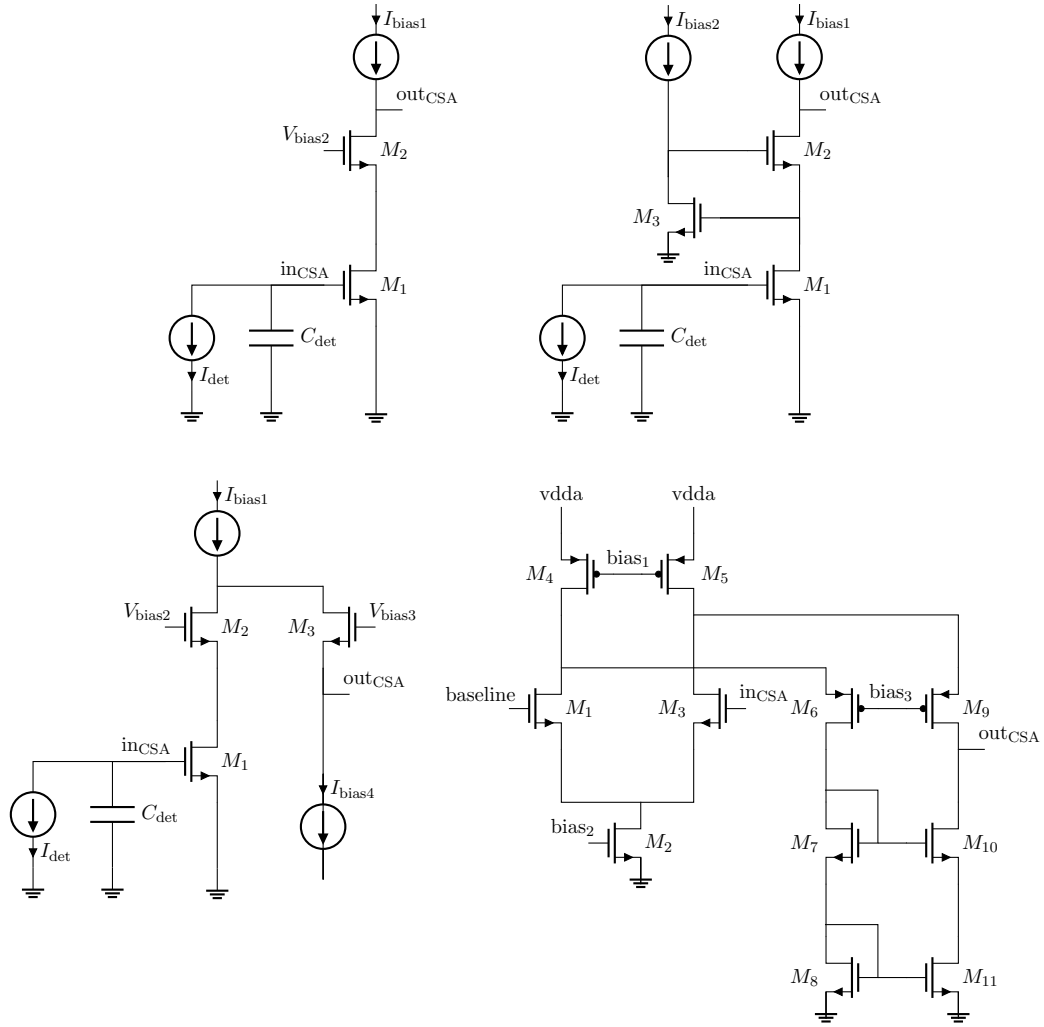 I_bias1
out_CSA
V_bias2
M_2
in_CSA
M_1
C_det
I_det
I_bias2
I_bias1
out_CSA
M_2
M_3
in_CSA
M_1
C_det
I_det
I_bias1
V_bias2
M_2
M_3
V_bias3
out_CSA
in_CSA
M_1
C_det
I_det
I_bias4
vdda
vdda
M_4
bias_1
M_5
baseline
M_1
M_3
in_CSA
M_6
bias_3
M_9
out_CSA
bias_2
M_2
M_7
M_10
M_8
M_11